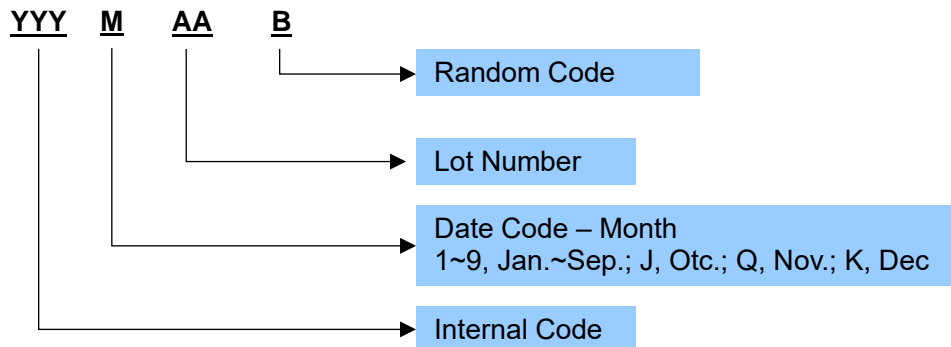 YYY M AA B
Random Code
Lot Number
Date Code – Month
1~9, Jan.~Sep.; J, Otc.; Q, Nov.; K, Dec
Internal Code